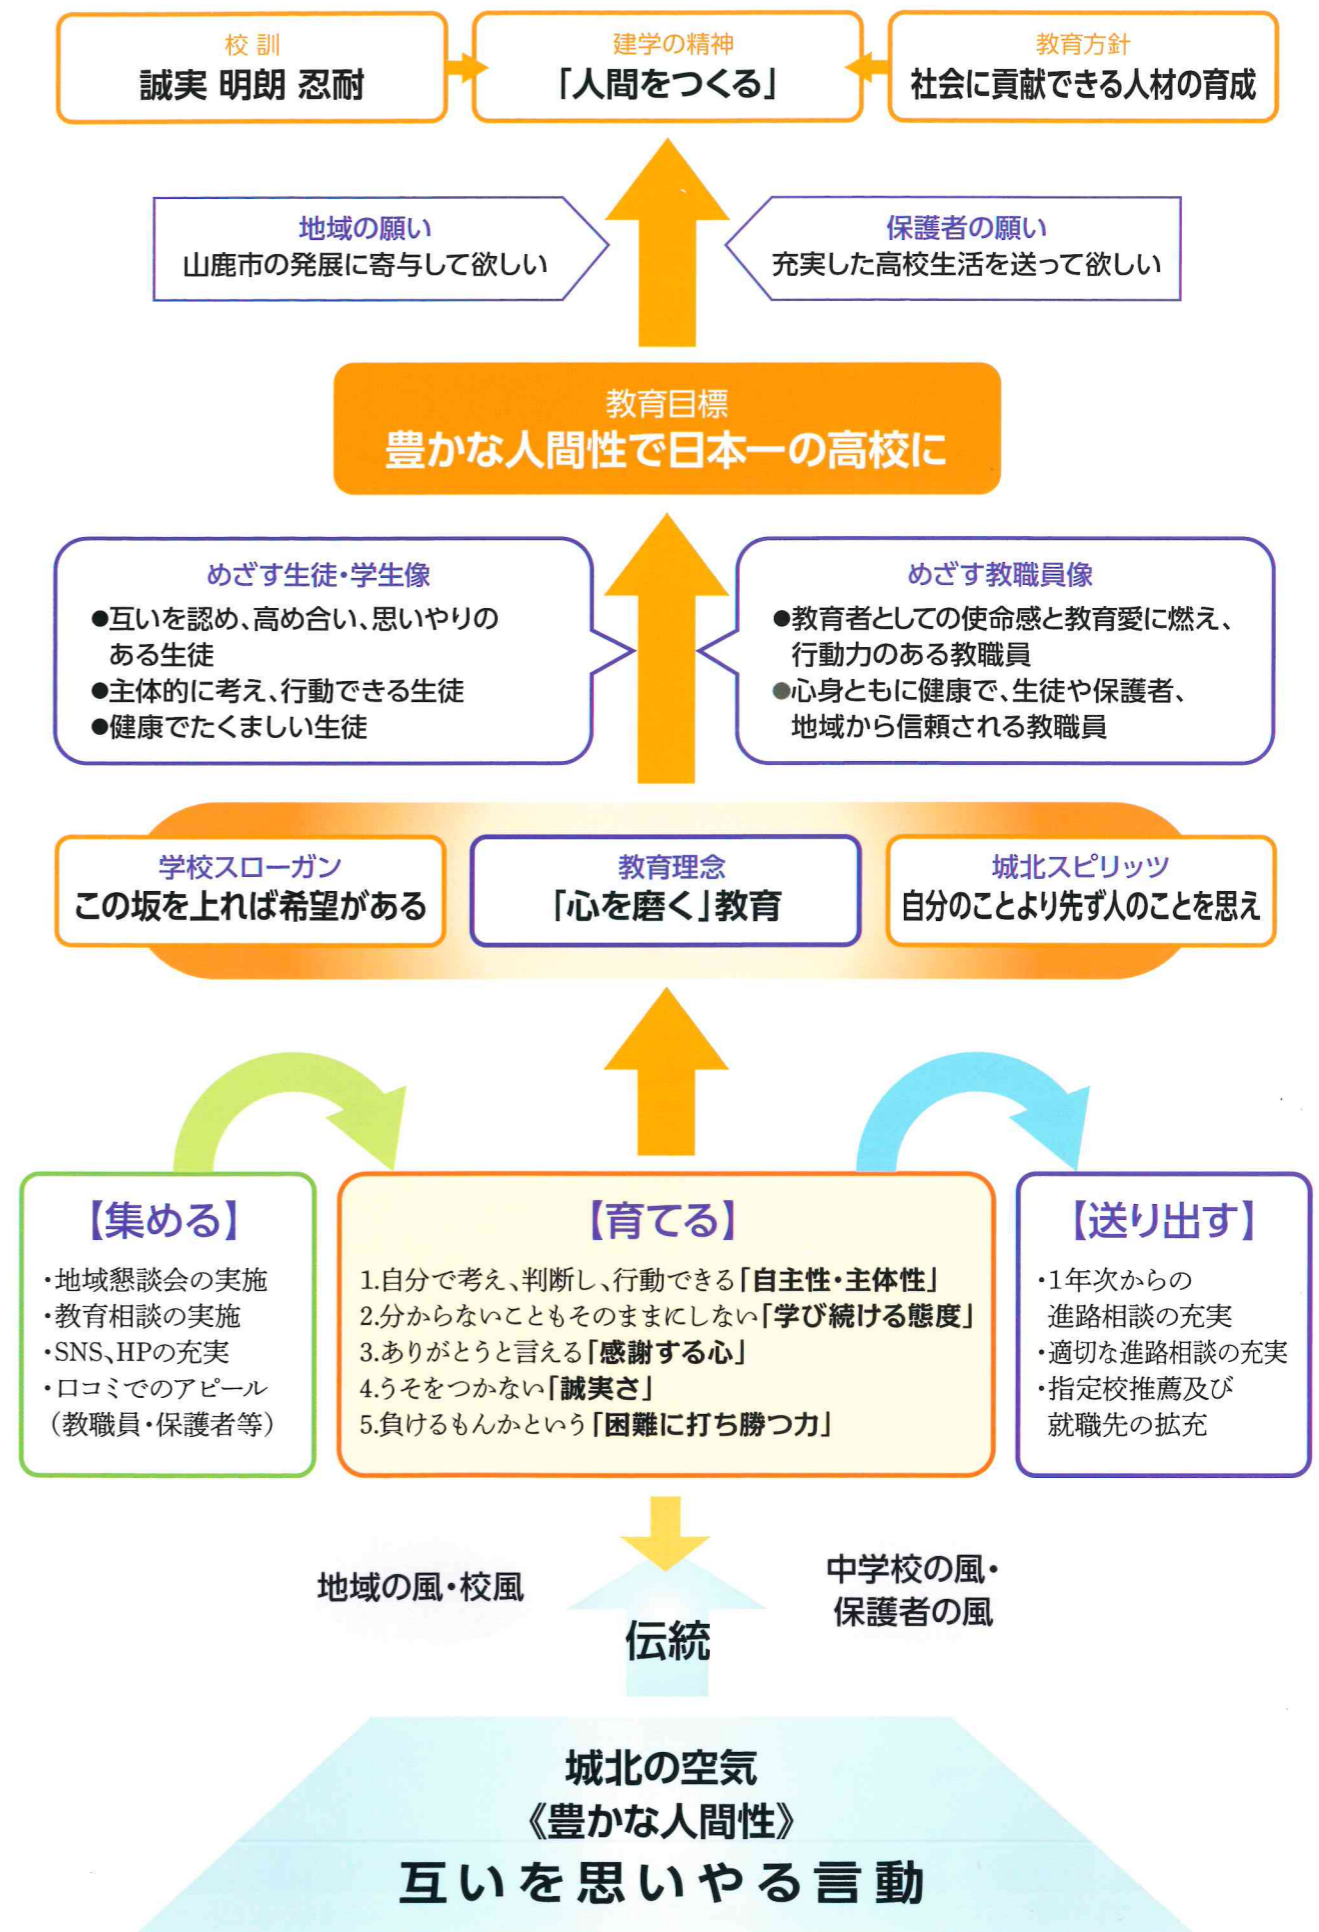 校 訓
誠実 明朗 忍耐
建学の精神
「人間をつくる」
教育方針
社会に貢献できる人材の育成
地域の願い
山鹿市の発展に寄与して欲しい
保護者の願い
充実した高校生活を送って欲しい
教育目標
豊かな人間性で日本一の高校に
めざす生徒・学生像
●互いを認め、高め合い、思いやりの
ある生徒
●主体的に考え、行動できる生徒
●健康でたくましい生徒
めざす教職員像
●教育者としての使命感と教育愛に燃え、
行動力のある教職員
●心身ともに健康で、生徒や保護者、
地域から信頼される教職員
学校スローガン
この坂を上れば希望がある
教育理念
「心を磨く」教育
城北スピリッツ
自分のことより先ず人のことを思え
【集める】
・地域懇談会の実施
・教育相談の実施
・SNS、HPの充実
・口コミでのアピール
（教職員・保護者等）
【育てる】
1.自分で考え、判断し、行動できる「自主性・主体性」
2.分からないこともそのままにしない「学び続ける態度」
3.ありがとうと言える「感謝する心」
4.うそをつかない「誠実さ」
5.負けるもんかという「困難に打ち勝つ力」
【送り出す】
・1年次からの
進路相談の充実
・適切な進路相談の充実
・指定校推薦及び
就職先の拡充
地域の風・校風
中学校の風・
保護者の風
伝統
城北の空気
《豊かな人間性》
互いを思いやる言動